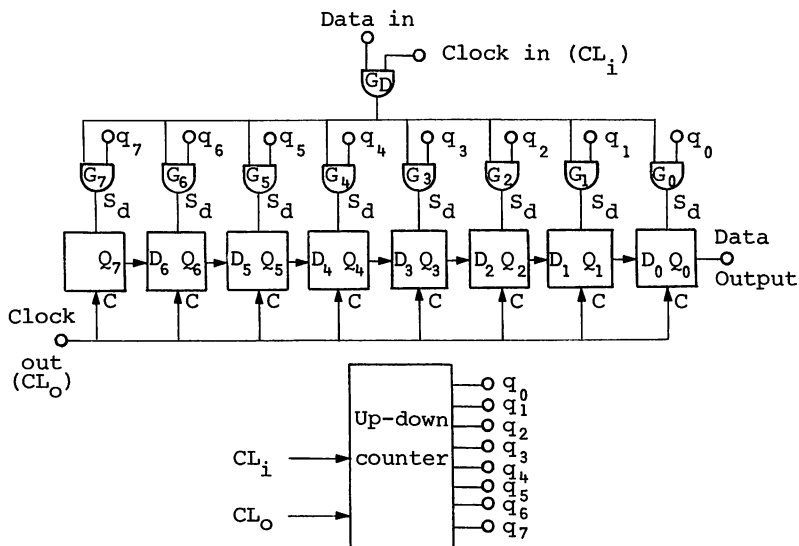 Data in
Clock in (CL_i)
G_D
q_7 q_6 q_5 q_4 q_3 q_2 q_1 q_0
G_7 G_6 G_5 G_4 G_3 G_2 G_1 G_0
S_d S_d S_d S_d S_d S_d S_d S_d
Q_7 D_6 Q_6 D_5 Q_5 D_4 Q_4 D_3 Q_3 D_2 Q_2 D_1 Q_1 D_0 Q_0
Data
Output
C C C C C C C C
Clock
out
(CL_o)
Up-down
counter
CL_i
CL_o
q_0
q_1
q_2
q_3
q_4
q_5
q_6
q_7